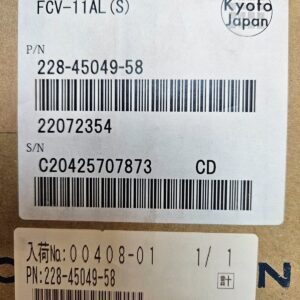 FCV-11AL(S)
Kyoto
Japan
P/N
228-45049-58
22072354
S/N
C20425707873 CD
入荷No:00408-01 1/ 1
PN:228-45049-58 計
O N